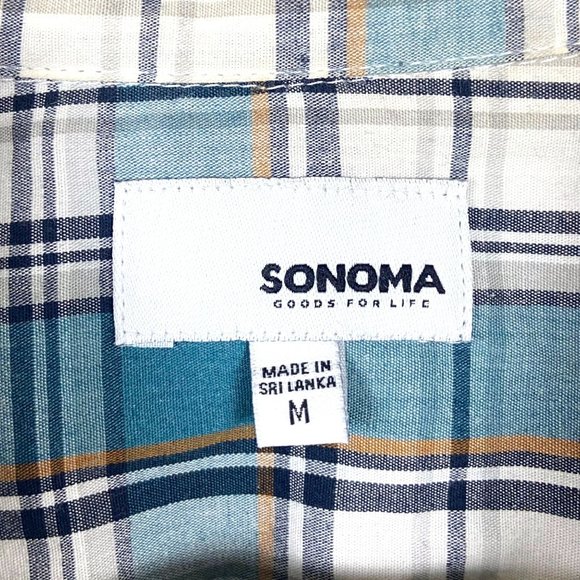 SONOMA
GOODS FOR LIFE
MADE IN
SRI LANKA
M